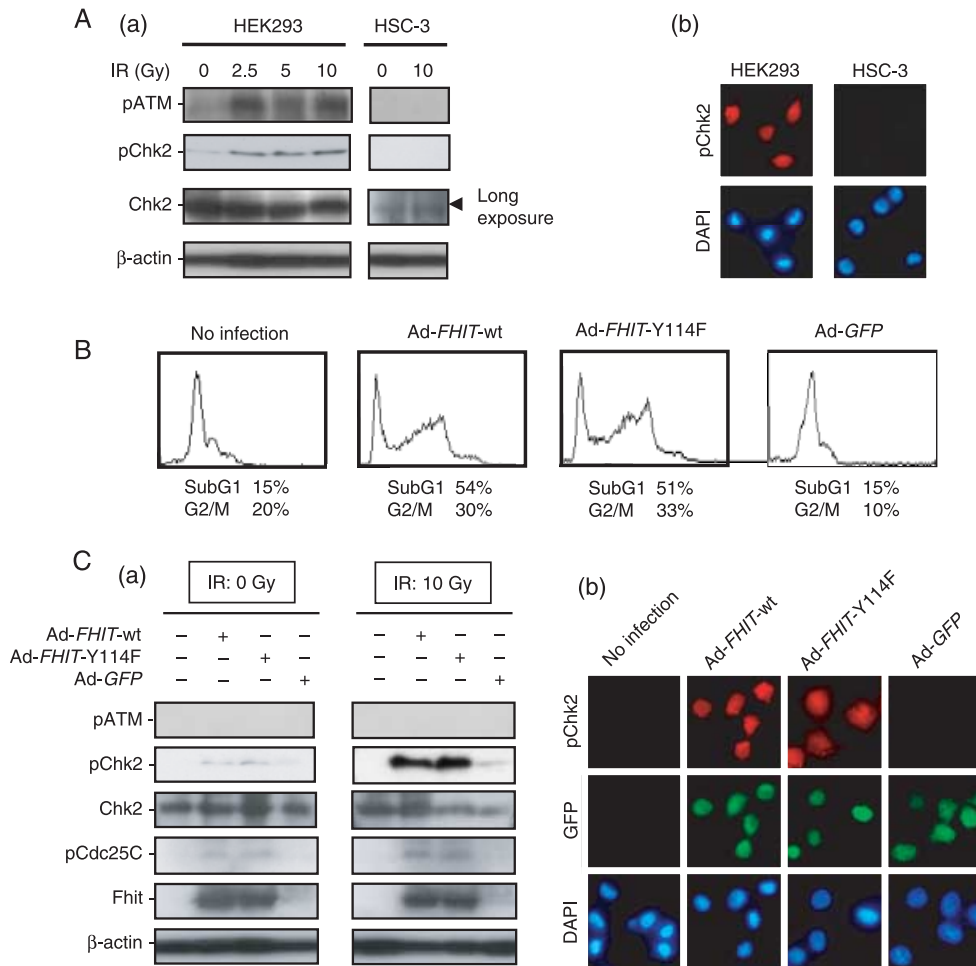 A
(a)
HEK293 HSC-3
IR (Gy) 0 2.5 5 10 0 10
pATM
pChk2
Chk2
Long
exposure
β-actin
(b)
HEK293 HSC-3
pChk2
DAPI
B
No infection Ad-FHIT-wt Ad-FHIT-Y114F Ad-GFP
SubG1 15% SubG1 54% SubG1 51% SubG1 15%
G2/M 20% G2/M 30% G2/M 33% G2/M 10%
C
(a)
IR: 0 Gy IR: 10 Gy
Ad-FHIT-wt – + – – – + – –
Ad-FHIT-Y114F – – + – – – + –
Ad-GFP – – – + – – – +
pATM
pChk2
Chk2
pCdc25C
Fhit
β-actin
(b)
No infection
Ad-FHIT-wt
Ad-FHIT-Y114F
Ad-GFP
pChk2
GFP
DAPI